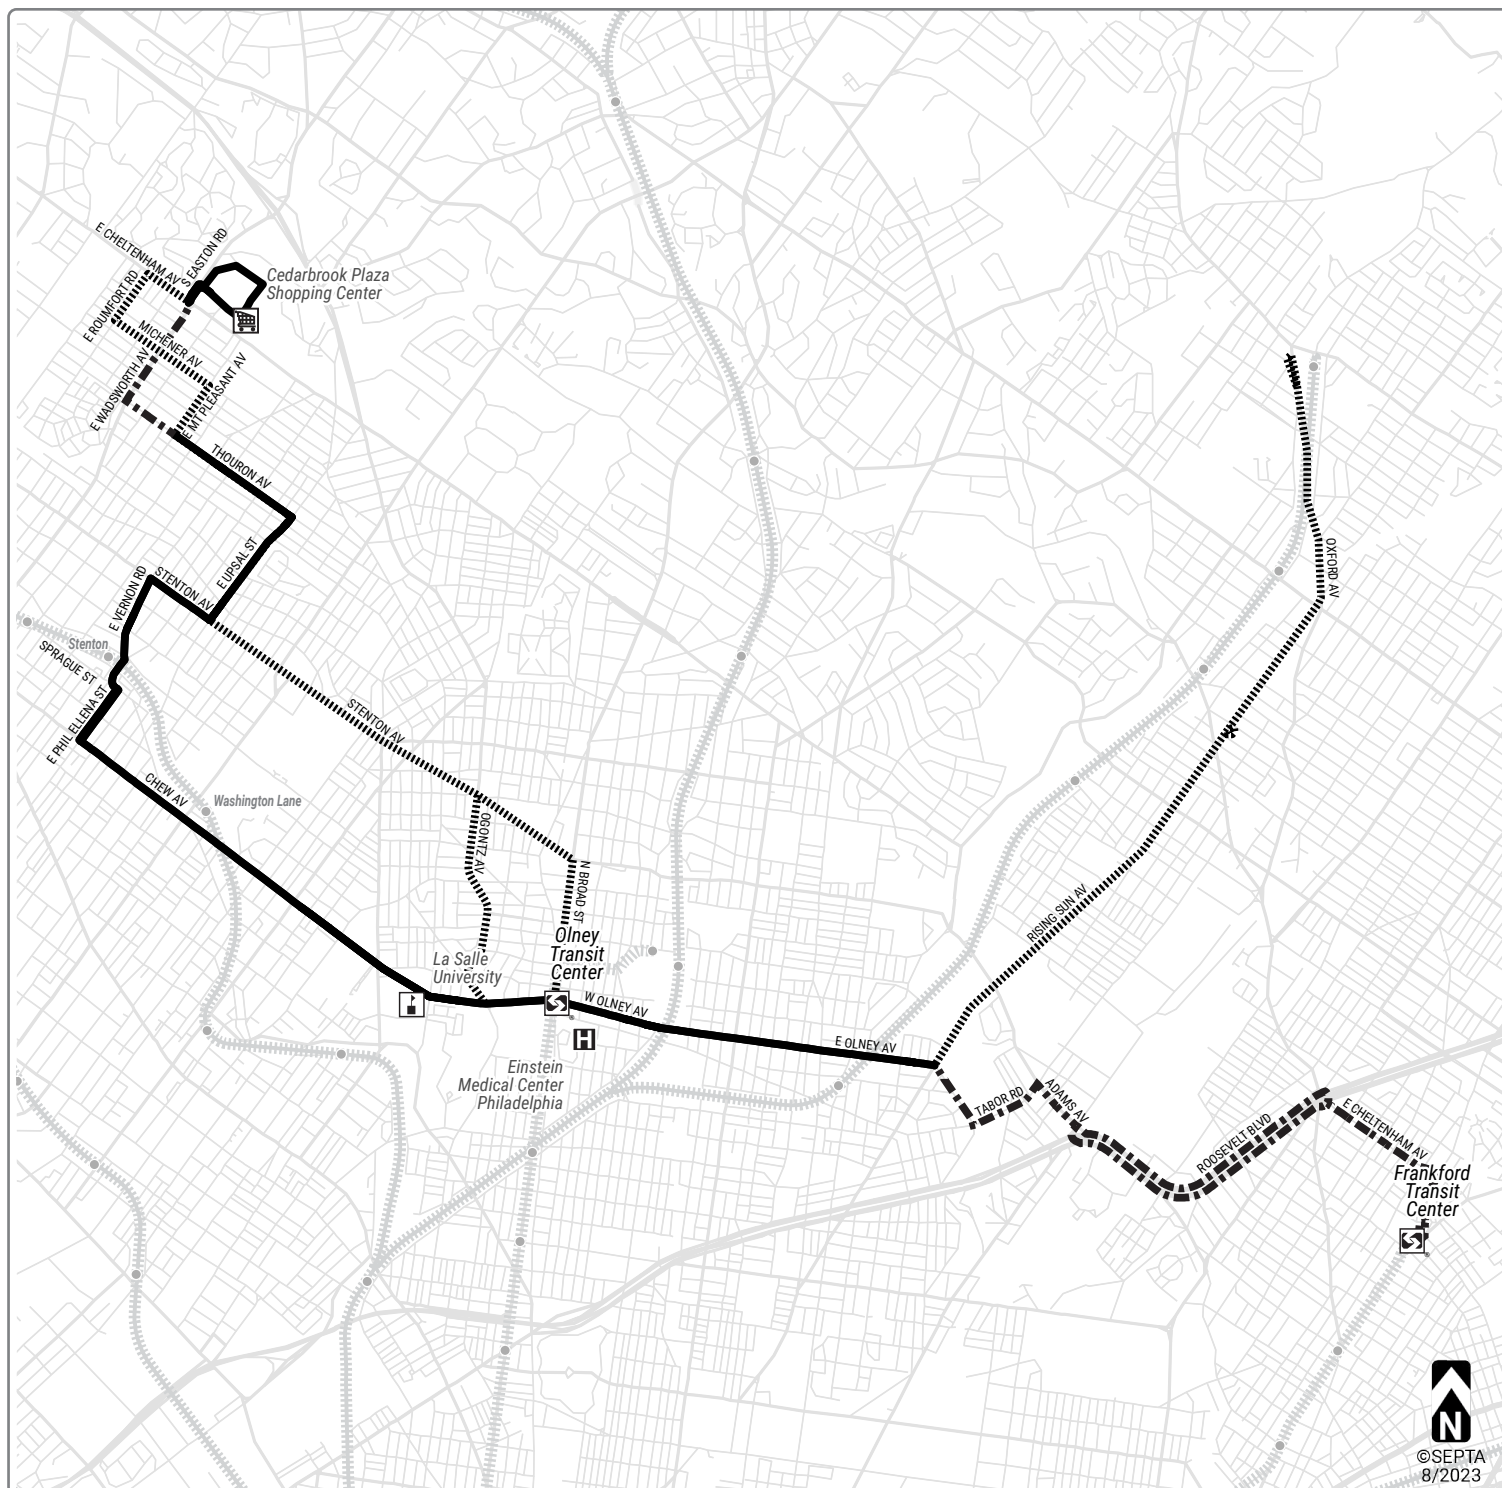 E CHELTENHAM AV
S EASTON RD
Cedarbrook Plaza
Shopping Center
E ROUMFORT RD
MICHENER AV
E WADSWORTH AV
E MT PLEASANT AV
THOURON AV
E UPSAL ST
STENTON AV
E VERNON RD
Stenton
SPRAGUE ST
E PHIL ELLENA ST
STENTON AV
CHEW AV
Washington Lane
OGONTZ AV
N BROAD ST
Olney
Transit
Center
La Salle
University
W OLNEY AV
H
E OLNEY AV
Einstein
Medical Center
Philadelphia
OXFORD AV
RISING SUN AV
TABOR RD
ADAMS AV
ROOSEVELT BLVD
E CHELTENHAM AV
Frankford
Transit
Center
N
©SEPTA
8/2023